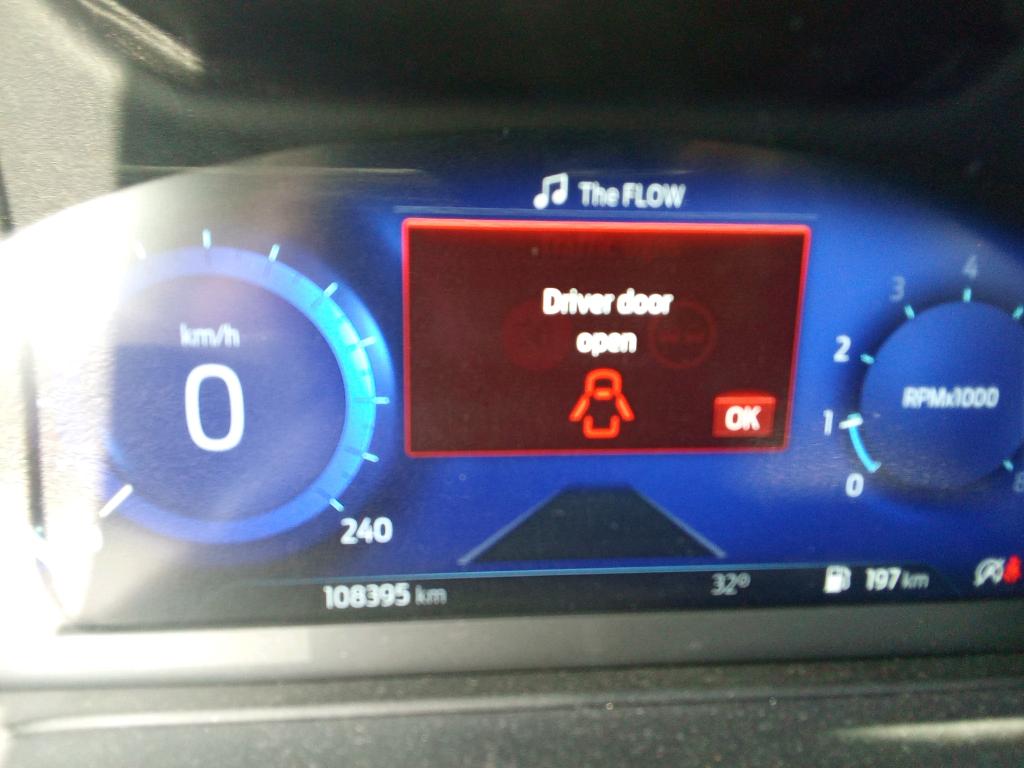 The FLOW
Driver door
open
OK
km/h
0
240
4
3
2
1
0
8
RPMx1000
108395 km
32°
197 km